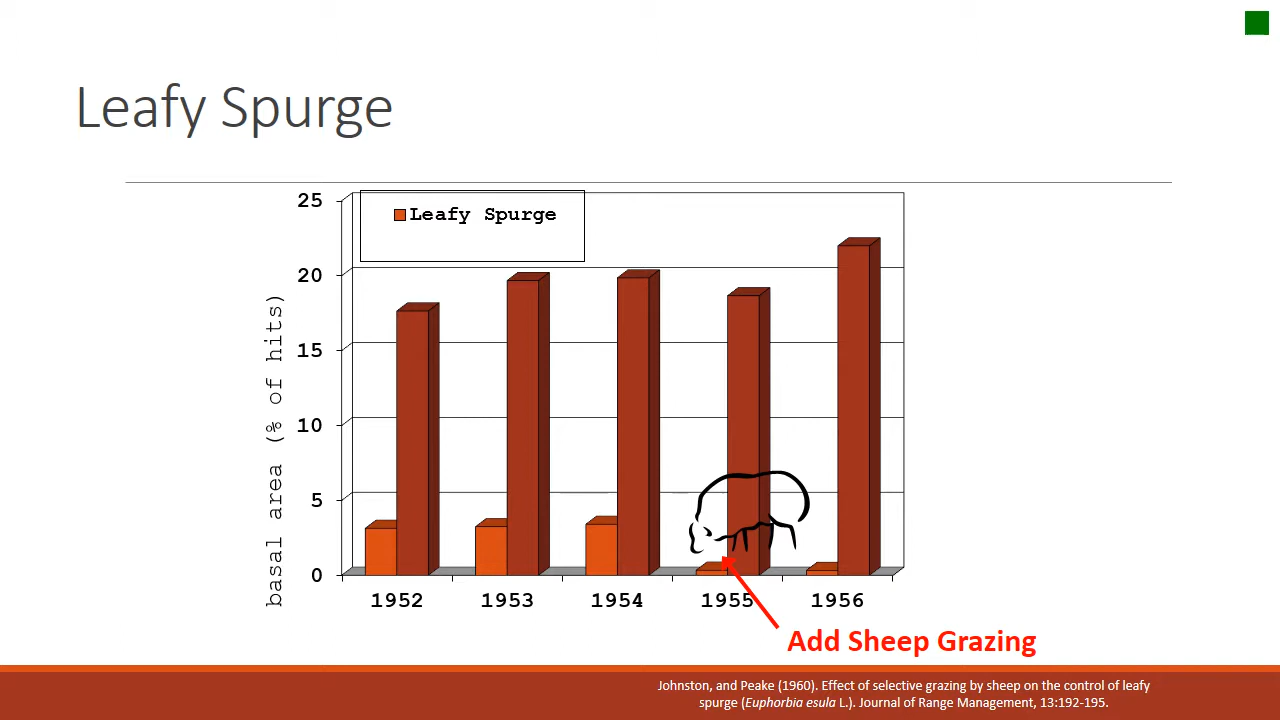 Leafy Spurge
Leafy Spurge
25
20
15
10
5
0
basal area (% of hits)
1952 1953 1954 1955 1956
Add Sheep Grazing
Johnston, and Peake (1960). Effect of selective grazing by sheep on the control of leafy
spurge (Euphorbia esula L.). Journal of Range Management, 13:192-195.